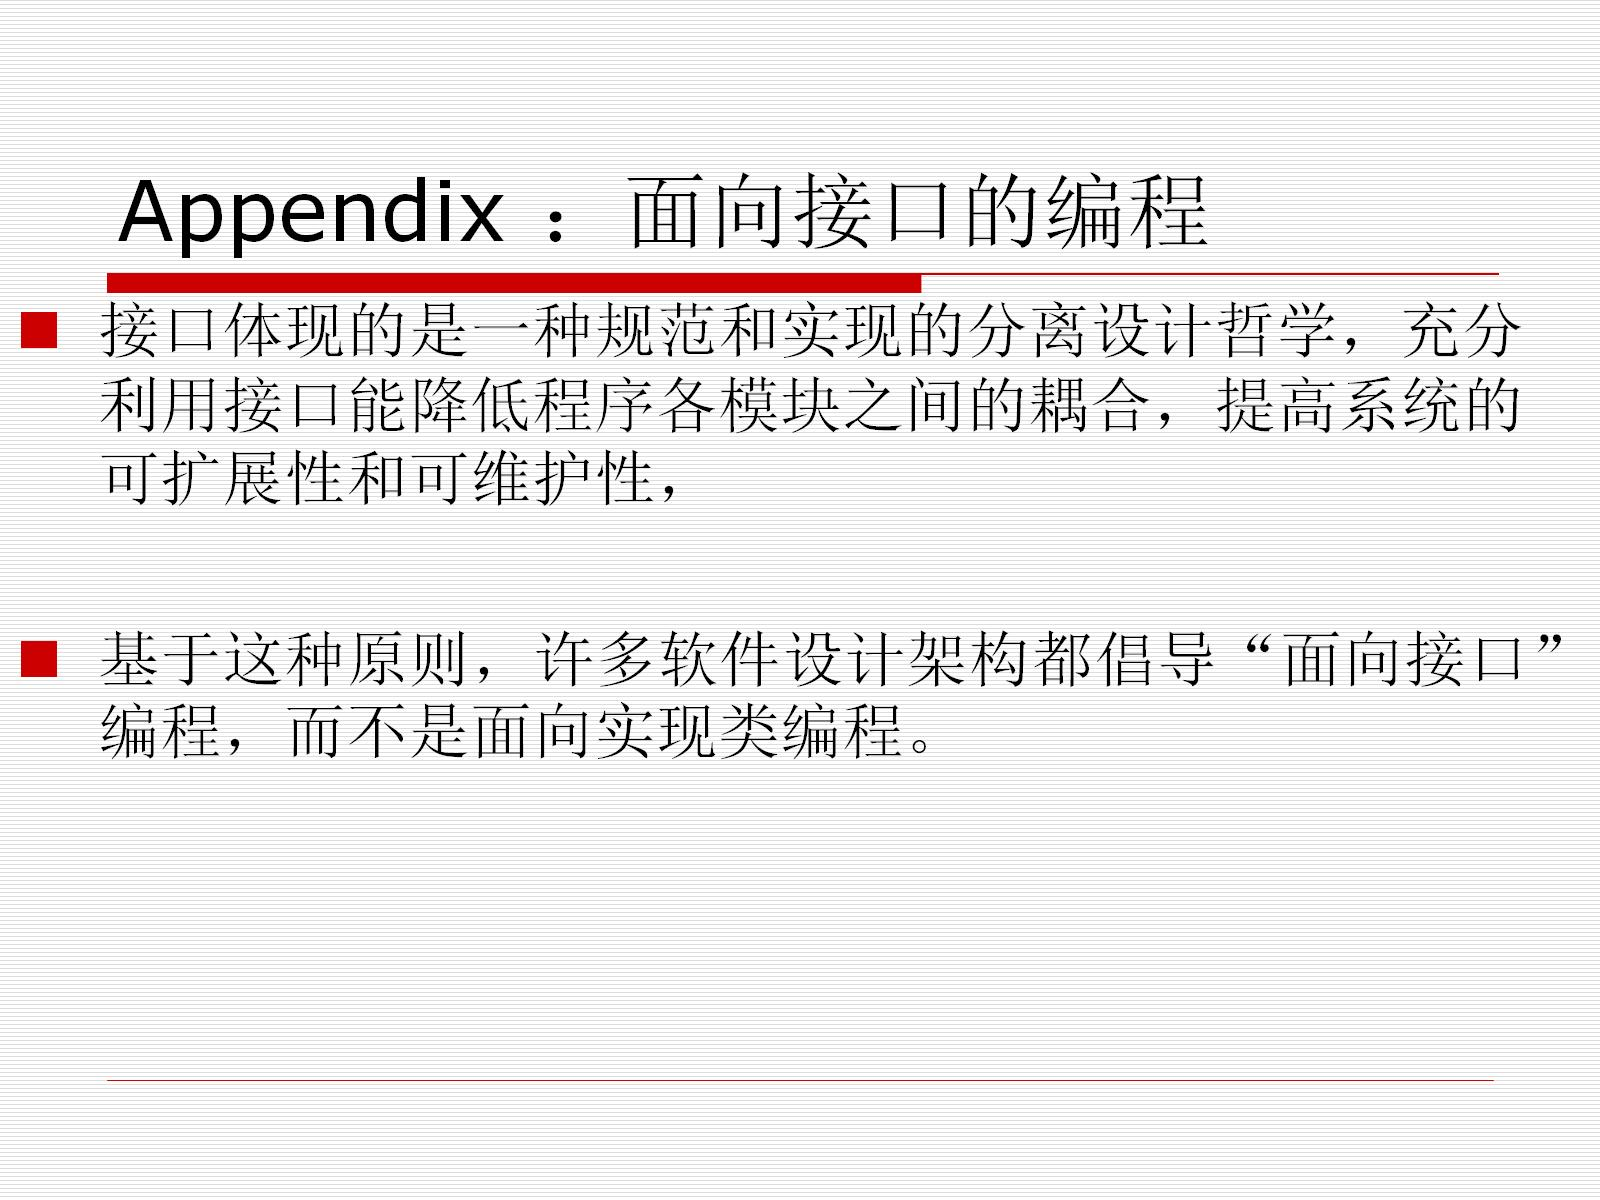 Appendix ：面向接口的编程
接口体现的是一种规范和实现的分离设计哲学，充分
利用接口能降低程序各模块之间的耦合，提高系统的
可扩展性和可维护性，
基于这种原则，许多软件设计架构都倡导“面向接口”
编程，而不是面向实现类编程。